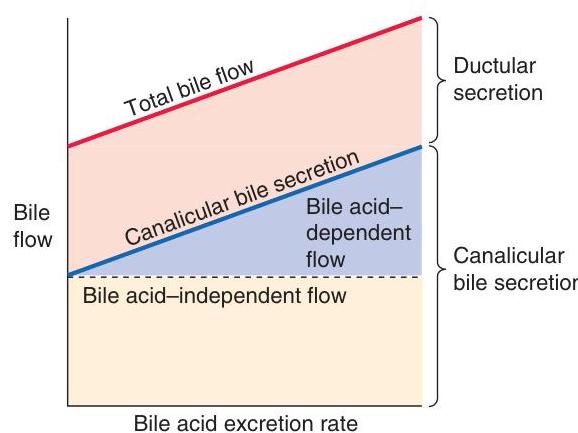 Total bile flow
Ductular
secretion
Canalicular bile secretion
Bile
flow
Bile acid–
dependent
flow
Canalicular
bile secretion
Bile acid–independent flow
Bile acid excretion rate